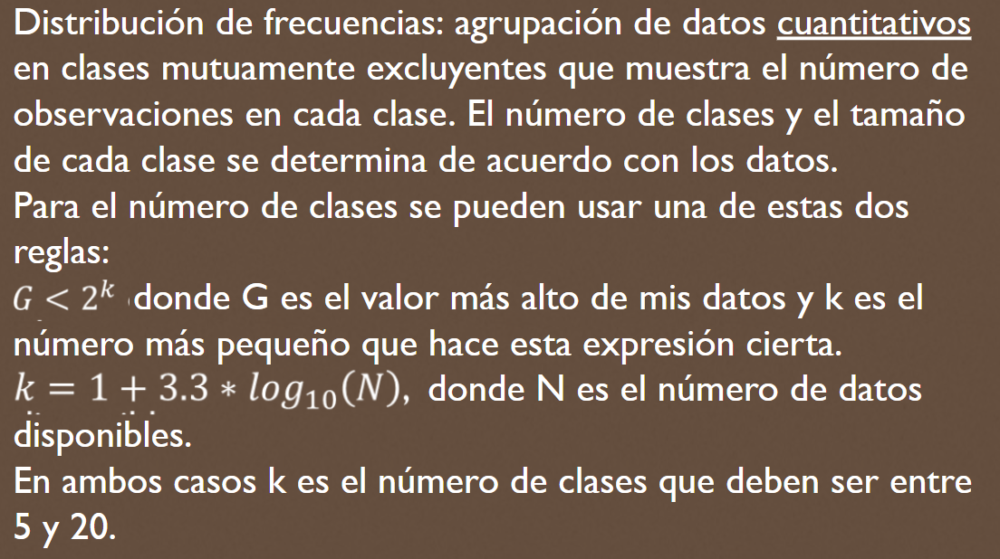 Distribución de frecuencias: agrupación de datos cuantitativos
en clases mutuamente excluyentes que muestra el número de
observaciones en cada clase. El número de clases y el tamaño
de cada clase se determina de acuerdo con los datos.
Para el número de clases se pueden usar una de estas dos
reglas:
G < 2^k donde G es el valor más alto de mis datos y k es el
número más pequeño que hace esta expresión cierta.
k = 1 + 3.3 * log₁₀(N), donde N es el número de datos
disponibles.
En ambos casos k es el número de clases que deben ser entre
5 y 20.